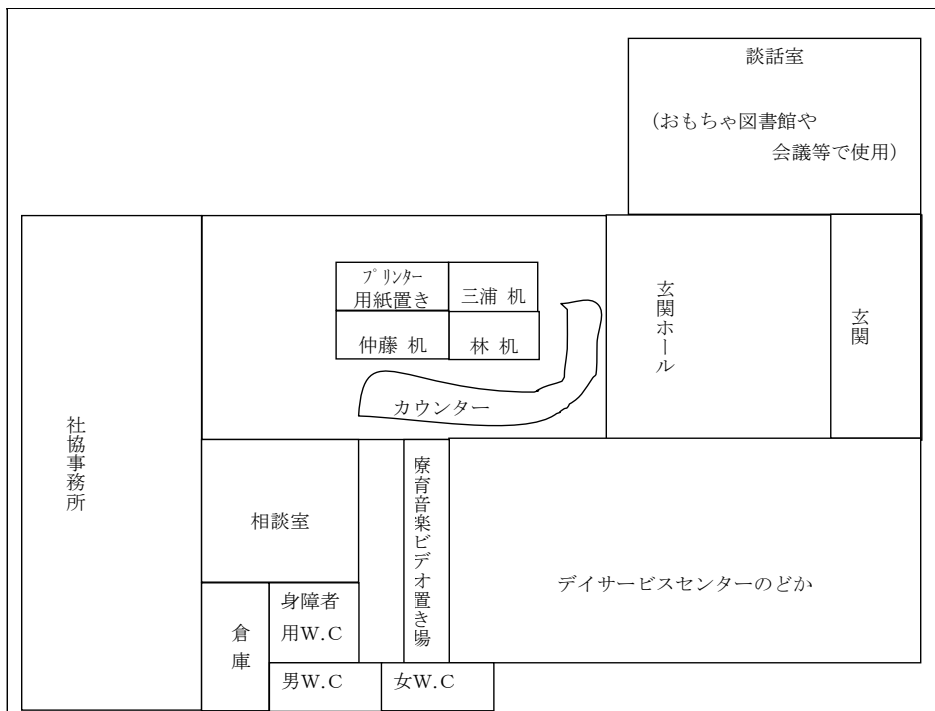 談話室
（おもちゃ図書館や
会議等で使用）
プリンター
用紙置き
三浦 机
仲藤 机
林 机
カウンター
玄関ホール
玄関
社協事務所
相談室
療育音楽ビデオ置き場
デイサービスセンターのどか
倉庫
身障者
用W.C
男W.C
女W.C